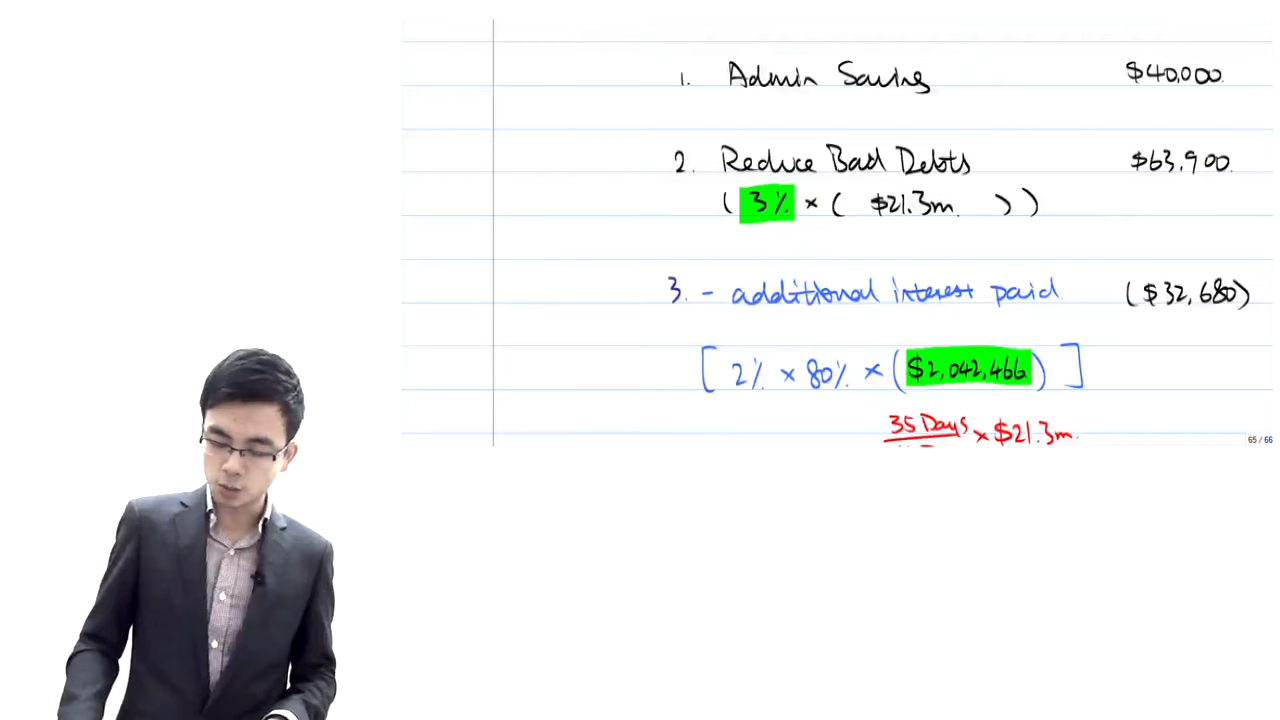 1. Admin Saving $40,000.
2. Reduce Bad Debts $63,900.
( 3% × ( $21.3m. ) )
3. - additional interest paid ($32,680)
[ 2% × 80% × ( $2,042,466 ) ]
35 Days × $21.3m.
65 / 66